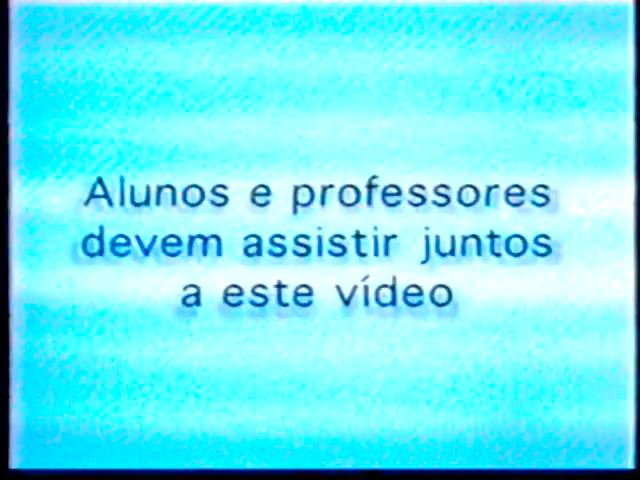 Alunos e professores
devem assistir juntos
a este vídeo